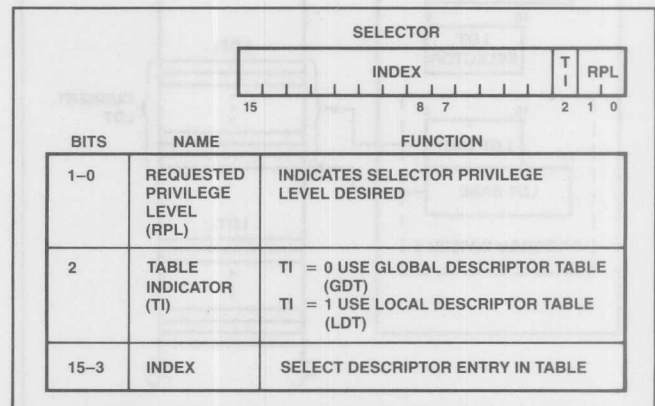 SELECTOR
INDEX TI RPL
15 8 7 2 1 0
BITS NAME FUNCTION
1–0 REQUESTED INDICATES SELECTOR PRIVILEGE
PRIVILEGE LEVEL DESIRED
LEVEL
(RPL)
2 TABLE TI = 0 USE GLOBAL DESCRIPTOR TABLE
INDICATOR (GDT)
(TI) TI = 1 USE LOCAL DESCRIPTOR TABLE
(LDT)
15–3 INDEX SELECT DESCRIPTOR ENTRY IN TABLE